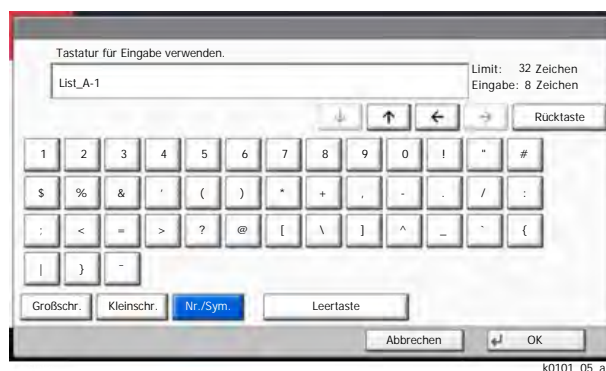 Tastatur für Eingabe verwenden.
List_A-1
Limit: 32 Zeichen
Eingabe: 8 Zeichen
↓ ↑ ← → Rücktaste
1 2 3 4 5 6 7 8 9 0 ! " #
$ % & ' ( ) * + , - . / :
: < = > ? @ [ \ ] ^ _ ` {
| } ~
Großschr. Kleinschr. Nr./Sym. Leertaste
Abbrechen ↵ OK
k0101_05_a